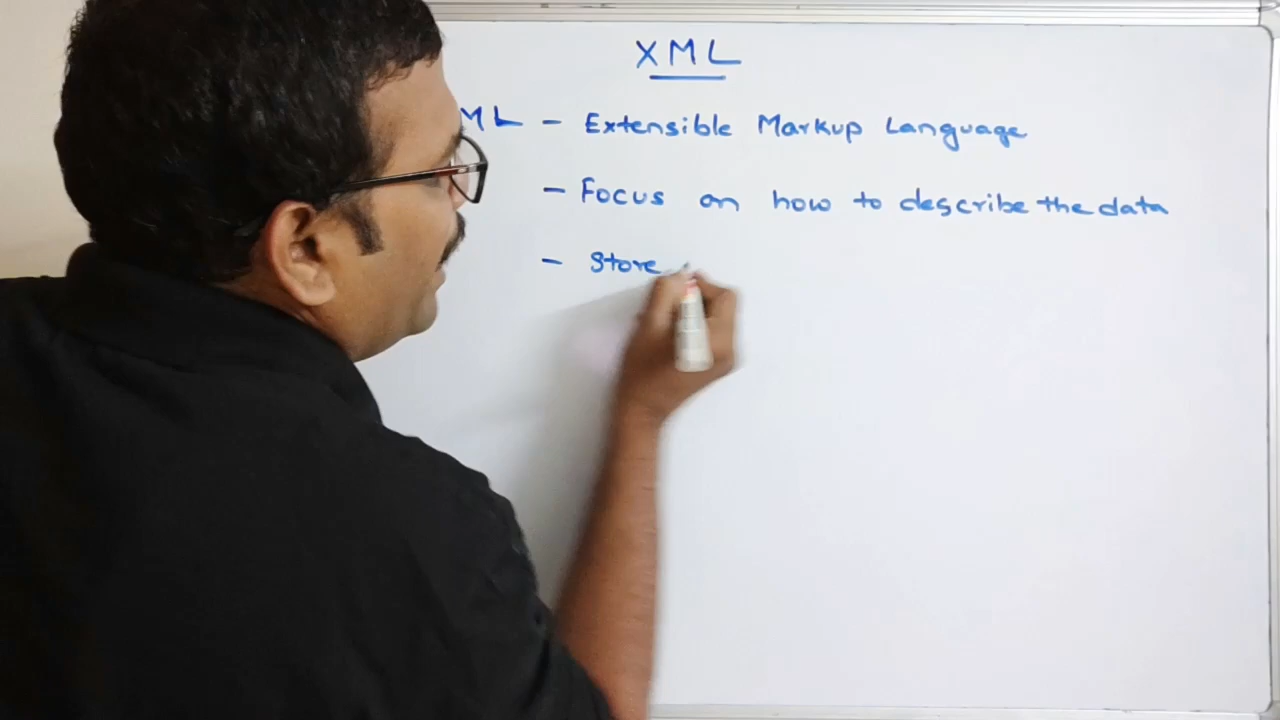 XML
ML - Extensible Markup Language
- Focus on how to describe the data
- Store